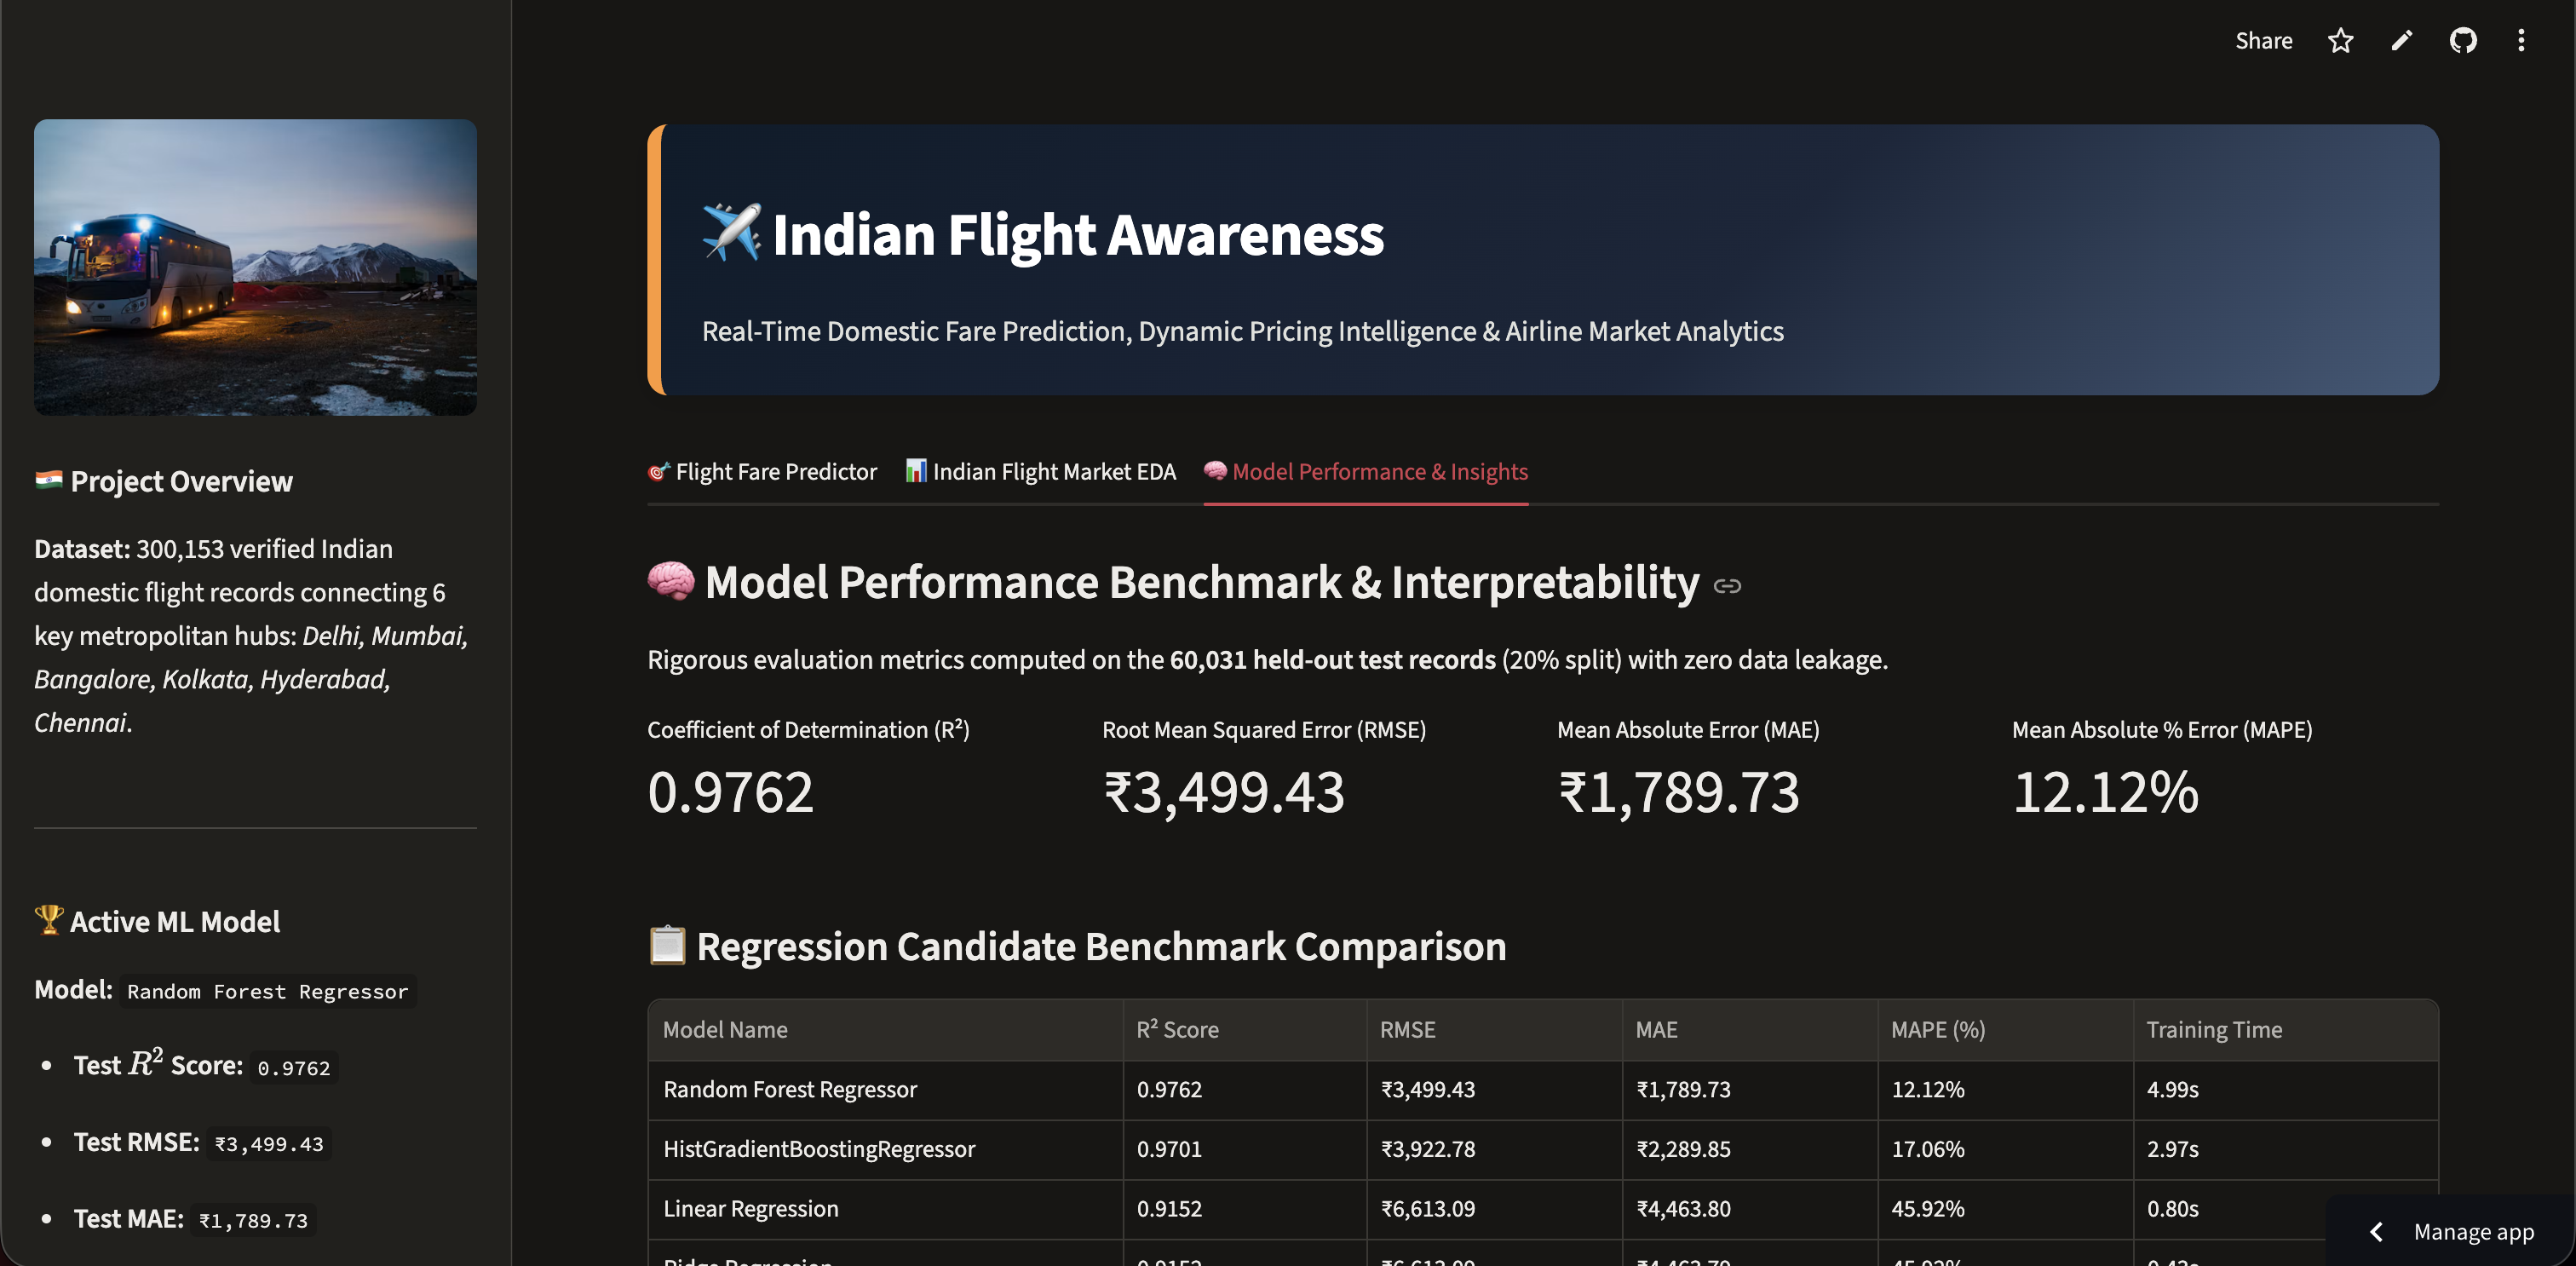 Share
🇮🇳 Project Overview
Dataset: 300,153 verified Indian
domestic flight records connecting 6
key metropolitan hubs: Delhi, Mumbai,
Bangalore, Kolkata, Hyderabad,
Chennai.
🏆 Active ML Model
Model: Random Forest Regressor
• Test R² Score: 0.9762
• Test RMSE: ₹3,499.43
• Test MAE: ₹1,789.73
✈️ Indian Flight Awareness
Real-Time Domestic Fare Prediction, Dynamic Pricing Intelligence & Airline Market Analytics
🎯 Flight Fare Predictor 📊 Indian Flight Market EDA 🧠 Model Performance & Insights
🧠 Model Performance Benchmark & Interpretability
Rigorous evaluation metrics computed on the 60,031 held-out test records (20% split) with zero data leakage.
Coefficient of Determination (R²) Root Mean Squared Error (RMSE) Mean Absolute Error (MAE) Mean Absolute % Error (MAPE)
0.9762 ₹3,499.43 ₹1,789.73 12.12%
📋 Regression Candidate Benchmark Comparison
Model Name R² Score RMSE MAE MAPE (%) Training Time
Random Forest Regressor 0.9762 ₹3,499.43 ₹1,789.73 12.12% 4.99s
HistGradientBoostingRegressor 0.9701 ₹3,922.78 ₹2,289.85 17.06% 2.97s
Linear Regression 0.9152 ₹6,613.09 ₹4,463.80 45.92% 0.80s
Manage app